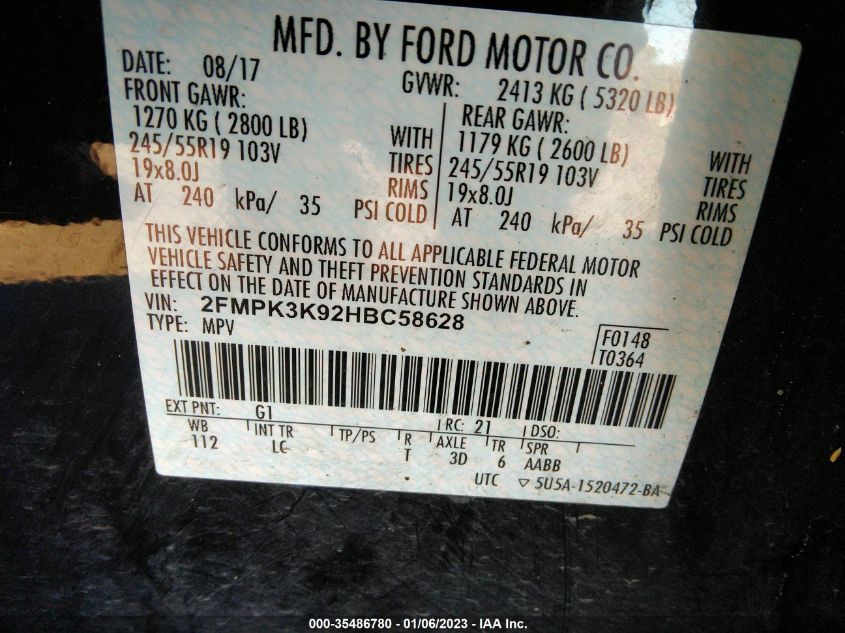 MFD. BY FORD MOTOR CO.
DATE: 08/17 GVWR: 2413 KG ( 5320 LB)
FRONT GAWR: REAR GAWR:
1270 KG ( 2800 LB) WITH 1179 KG ( 2600 LB) WITH
245/55R19 103V TIRES 245/55R19 103V TIRES
19x8.0J RIMS 19x8.0J RIMS
AT 240 kPa/ 35 PSI COLD AT 240 kPa/ 35 PSI COLD
THIS VEHICLE CONFORMS TO ALL APPLICABLE FEDERAL MOTOR
VEHICLE SAFETY AND THEFT PREVENTION STANDARDS IN
EFFECT ON THE DATE OF MANUFACTURE SHOWN ABOVE.
VIN: 2FMPK3K92HBC58628
TYPE: MPV
F0148
T0364
EXT PNT: G1 RC: 21 DSO:
WB INT TR TP/PS R AXLE TR SPR
112 LC T 3D 6 AABB
UTC ▽ 5U5A-1520472-BA
000-35486780 - 01/06/2023 - IAA Inc.